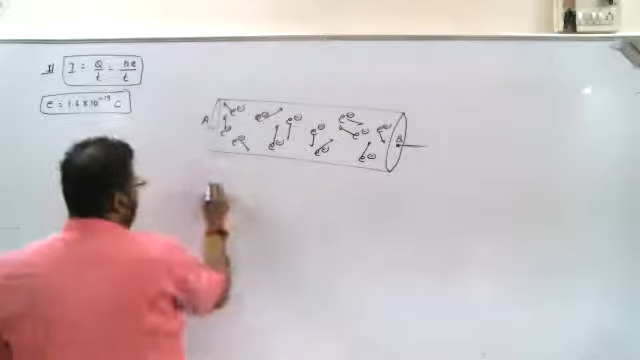 1) I = Q/t = ne/t
e = 1.6 × 10⁻¹⁹ C
A
e⊖ e⊖ e⊖ e⊖ e⊖ e⊖
e⊖ e⊖ e⊖ B
e⊖ e⊖ e⊖ e⊖